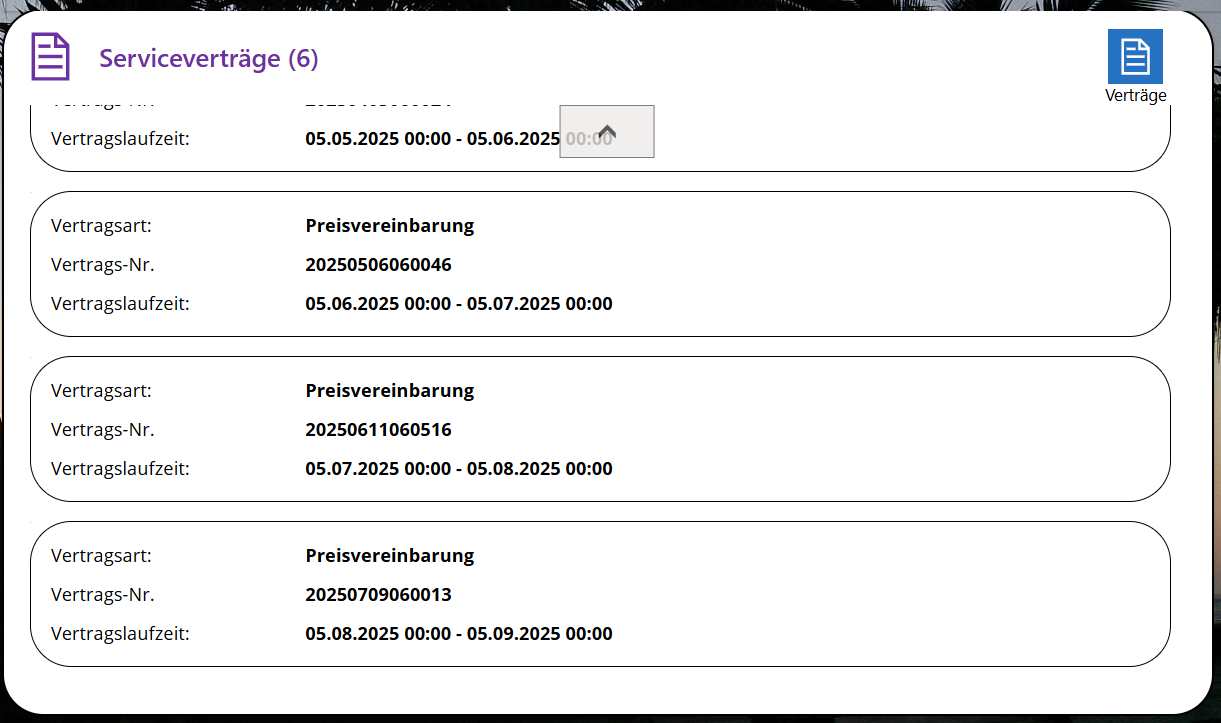 Serviceverträge (6)
Verträge
Vertragslaufzeit: 05.05.2025 00:00 - 05.06.2025 00:00
Vertragsart: Preisvereinbarung
Vertrags-Nr. 20250506060046
Vertragslaufzeit: 05.06.2025 00:00 - 05.07.2025 00:00
Vertragsart: Preisvereinbarung
Vertrags-Nr. 20250611060516
Vertragslaufzeit: 05.07.2025 00:00 - 05.08.2025 00:00
Vertragsart: Preisvereinbarung
Vertrags-Nr. 20250709060013
Vertragslaufzeit: 05.08.2025 00:00 - 05.09.2025 00:00